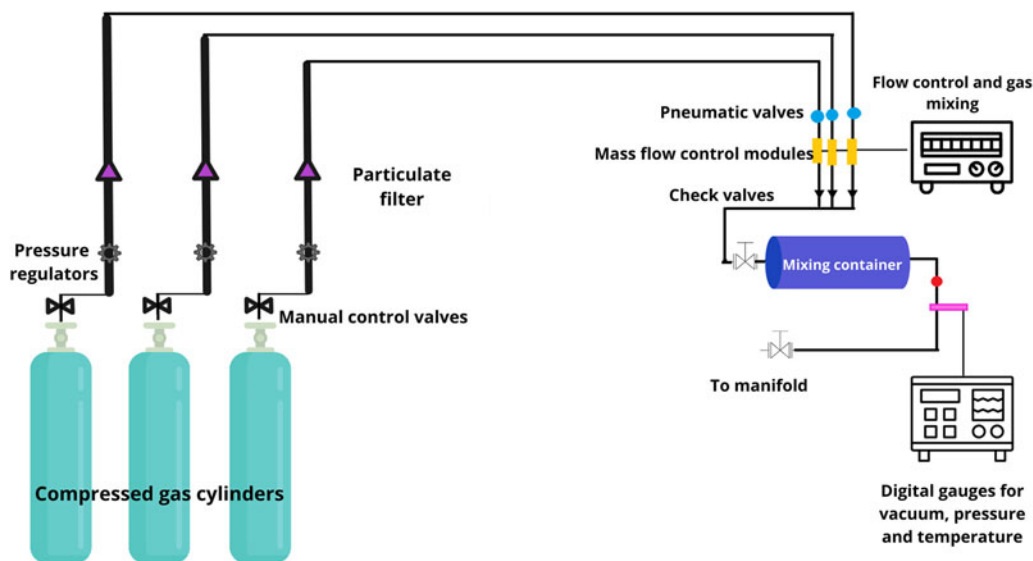 Flow control and gas
mixing
Pneumatic valves
Mass flow control modules
Particulate
filter
Check valves
Pressure
regulators
Mixing container
Manual control valves
To manifold
Compressed gas cylinders
Digital gauges for
vacuum, pressure
and temperature